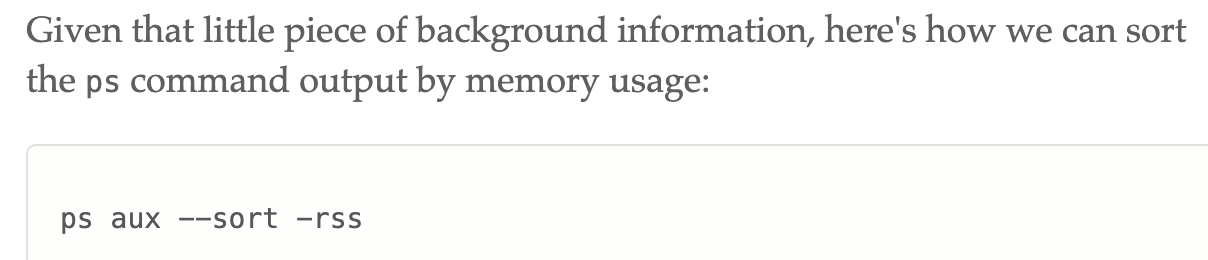 Given that little piece of background information, here's how we can sort
the ps command output by memory usage:
ps aux --sort -rss